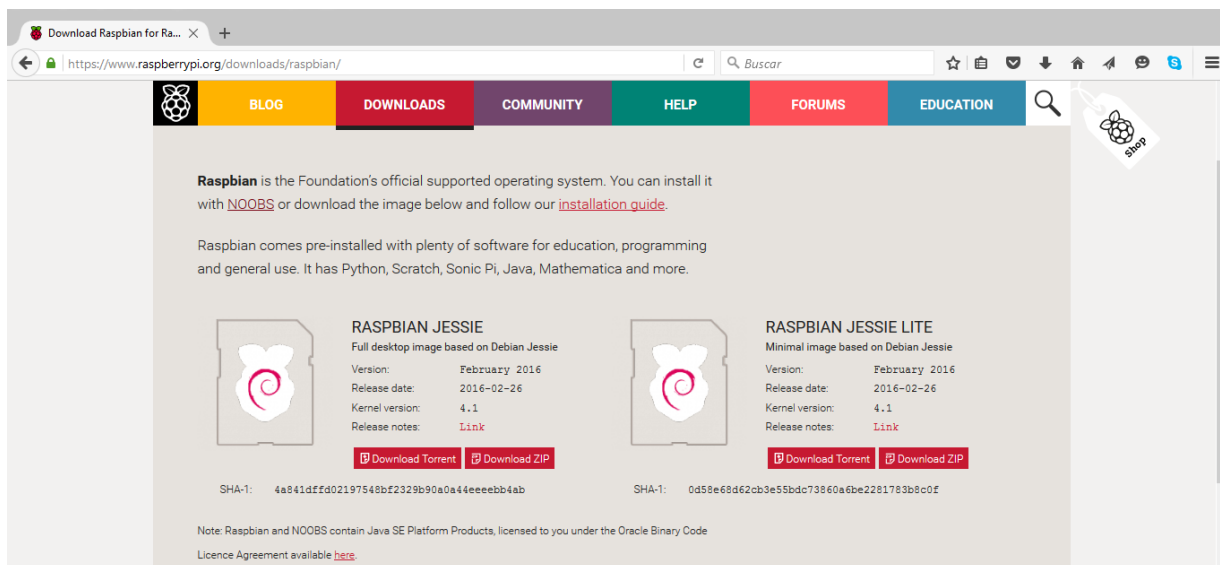 Download Raspbian for Ra...
https://www.raspberrypi.org/downloads/raspbian/
Buscar
BLOG DOWNLOADS COMMUNITY HELP FORUMS EDUCATION
shop
Raspbian is the Foundation's official supported operating system. You can install it
with NOOBS or download the image below and follow our installation guide.
Raspbian comes pre-installed with plenty of software for education, programming
and general use. It has Python, Scratch, Sonic Pi, Java, Mathematica and more.
RASPBIAN JESSIE
Full desktop image based on Debian Jessie
Version: February 2016
Release date: 2016-02-26
Kernel version: 4.1
Release notes: Link
Download Torrent Download ZIP
SHA-1: 4a841dffd02197548bf2329b90a0a44eeeebb4ab
RASPBIAN JESSIE LITE
Minimal image based on Debian Jessie
Version: February 2016
Release date: 2016-02-26
Kernel version: 4.1
Release notes: Link
Download Torrent Download ZIP
SHA-1: 0d58e68d62cb3e55bdc73860a6be2281783b8c0f
Note: Raspbian and NOOBS contain Java SE Platform Products, licensed to you under the Oracle Binary Code
Licence Agreement available here.